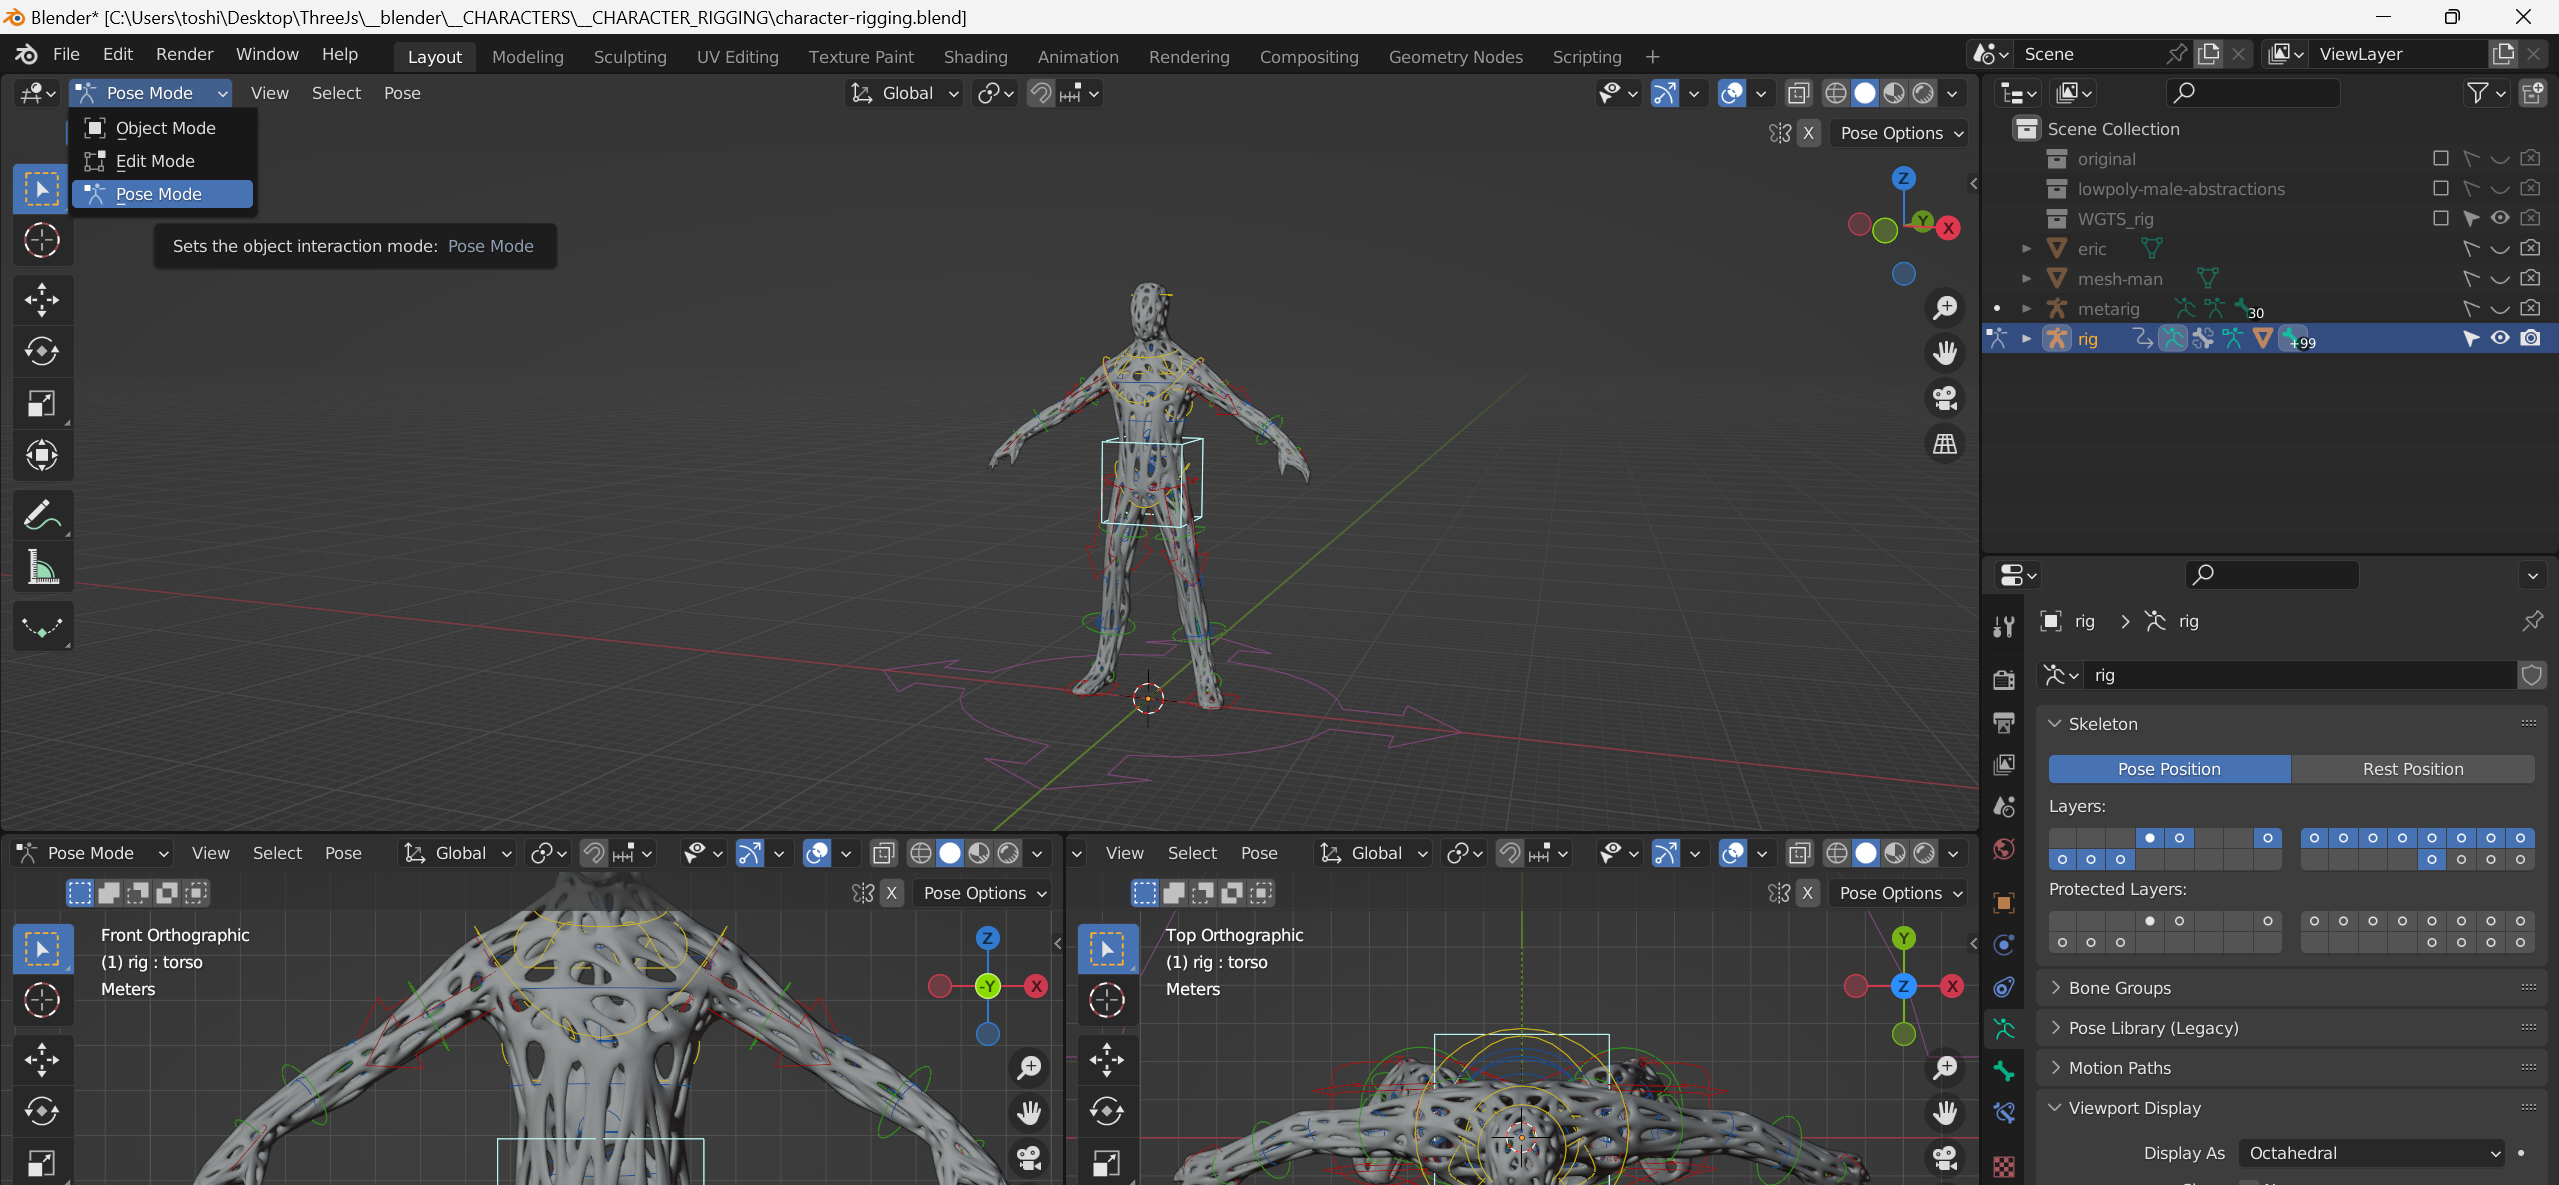 Blender* [C:\Users\toshi\Desktop\ThreeJs\__blender\__CHARACTERS\__CHARACTER_RIGGING\character-rigging.blend]
File Edit Render Window Help Layout Modeling Sculpting UV Editing Texture Paint Shading Animation Rendering Compositing Geometry Nodes Scripting + Scene ViewLayer
Pose Mode View Select Pose Global
Object Mode
Edit Mode
Pose Mode
Sets the object interaction mode: Pose Mode
X Pose Options
Z
Y
X
Scene Collection
original
lowpoly-male-abstractions
WGTS_rig
eric
mesh-man
metarig 30
rig +99
rig > rig
rig
Skeleton
Pose Position Rest Position
Layers:
Protected Layers:
Bone Groups
Pose Library (Legacy)
Motion Paths
Viewport Display
Display As Octahedral
Pose Mode View Select Pose Global
X Pose Options
Front Orthographic
(1) rig : torso
Meters
Z
-Y
X
View Select Pose Global
X Pose Options
Top Orthographic
(1) rig : torso
Meters
Y
Z
X